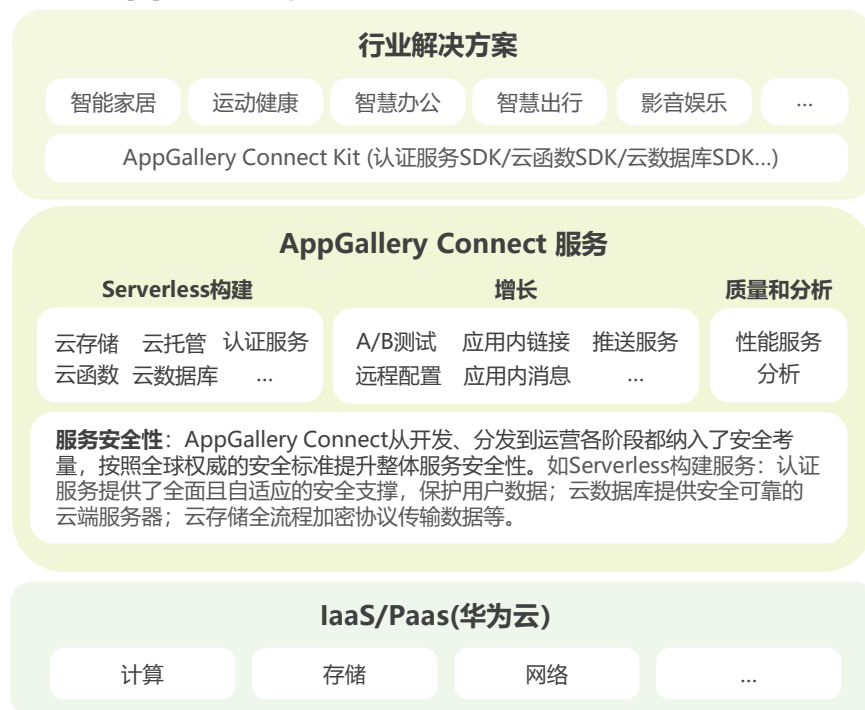 行业解决方案
智能家居 运动健康 智慧办公 智慧出行 影音娱乐 ...
AppGallery Connect Kit (认证服务SDK/云函数SDK/云数据库SDK...)
AppGallery Connect 服务
Serverless构建 增长 质量和分析
云存储 云托管 认证服务 A/B测试 应用内链接 推送服务 性能服务
云函数 云数据库 ... 远程配置 应用内消息 ... 分析
服务安全性：AppGallery Connect从开发、分发到运营各阶段都纳入了安全考
量，按照全球权威的安全标准提升整体服务安全性。如Serverless构建服务：认证
服务提供了全面且自适应的安全支撑，保护用户数据；云数据库提供安全可靠的
云端服务器；云存储全流程加密协议传输数据等。
IaaS/Paas(华为云)
计算 存储 网络 ...